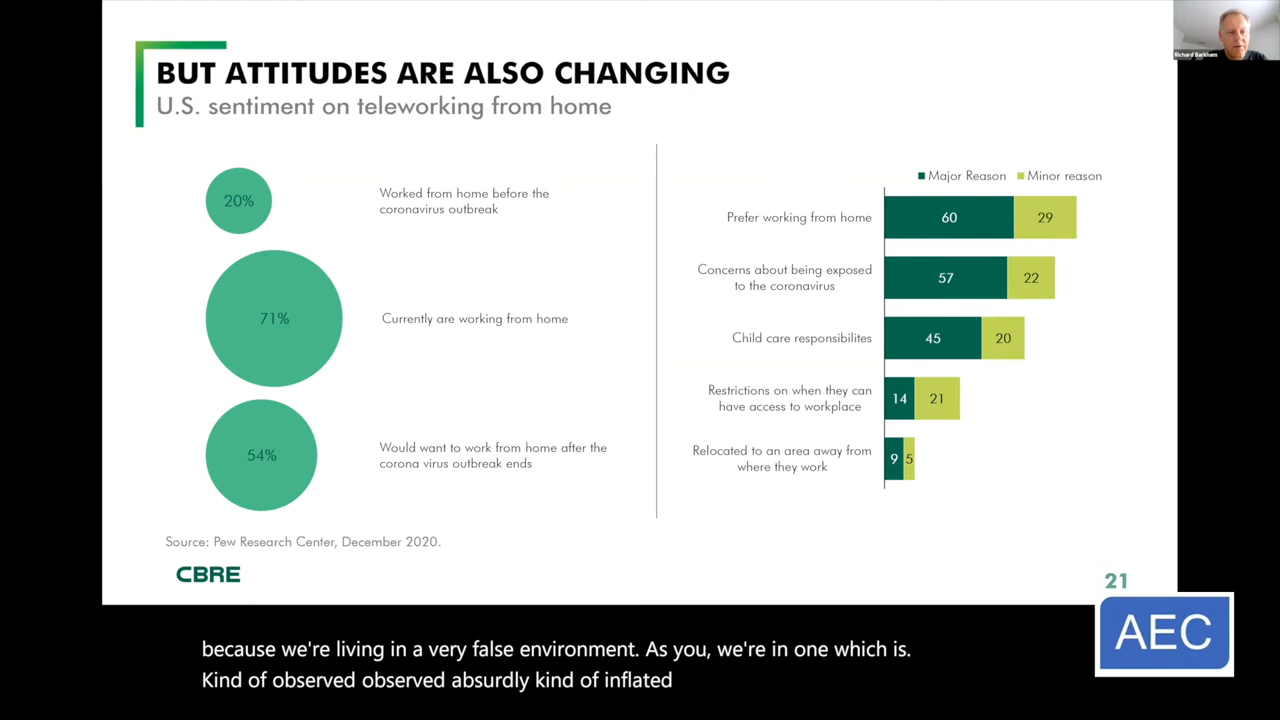 Richard Barkham
BUT ATTITUDES ARE ALSO CHANGING
U.S. sentiment on teleworking from home
20%
Worked from home before the
coronavirus outbreak
71%
Currently are working from home
54%
Would want to work from home after the
corona virus outbreak ends
Major Reason
Minor reason
Prefer working from home
60
29
Concerns about being exposed
to the coronavirus
57
22
Child care responsibilites
45
20
Restrictions on when they can
have access to workplace
14
21
Relocated to an area away from
where they work
9
5
Source: Pew Research Center, December 2020.
CBRE
21
AEC
because we're living in a very false environment. As you, we're in one which is.
Kind of observed observed absurdly kind of inflated